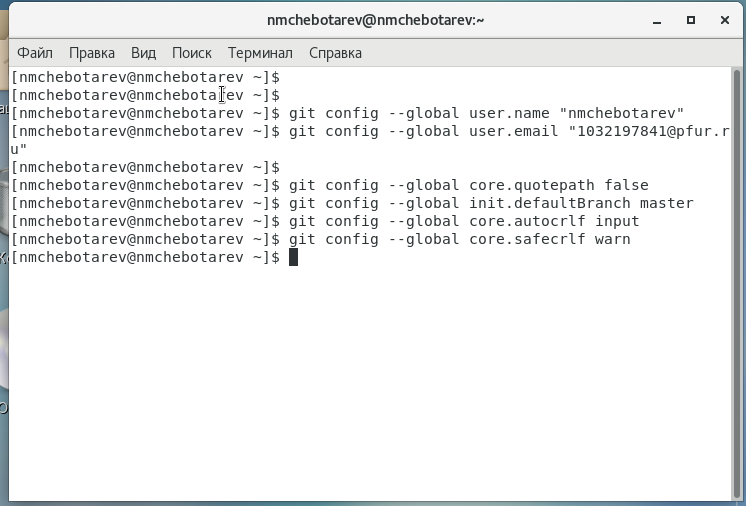 nmchebotarev@nmchebotarev:~
Файл Правка Вид Поиск Терминал Справка
[nmchebotarev@nmchebotarev ~]$
[nmchebotarev@nmchebotarev ~]$
[nmchebotarev@nmchebotarev ~]$ git config --global user.name "nmchebotarev"
[nmchebotarev@nmchebotarev ~]$ git config --global user.email "1032197841@pfur.r
u"
[nmchebotarev@nmchebotarev ~]$
[nmchebotarev@nmchebotarev ~]$ git config --global core.quotepath false
[nmchebotarev@nmchebotarev ~]$ git config --global init.defaultBranch master
[nmchebotarev@nmchebotarev ~]$ git config --global core.autocrlf input
[nmchebotarev@nmchebotarev ~]$ git config --global core.safecrlf warn
[nmchebotarev@nmchebotarev ~]$